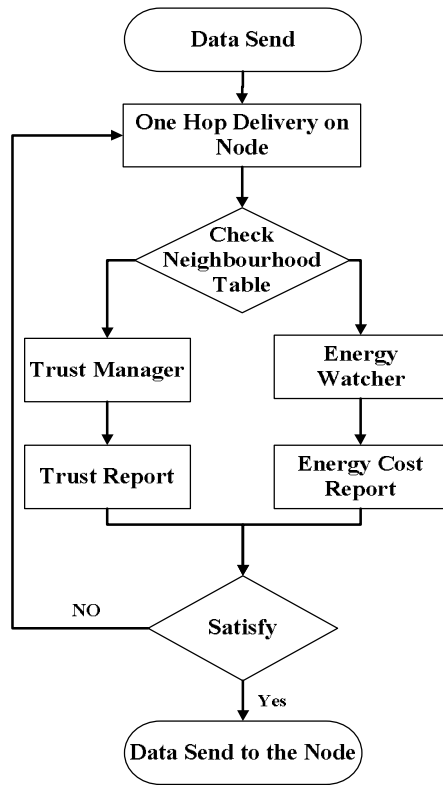 Data Send
One Hop Delivery on
Node
Check
Neighbourhood
Table
Trust Manager
Energy
Watcher
Trust Report
Energy Cost
Report
NO
Satisfy
Yes
Data Send to the Node